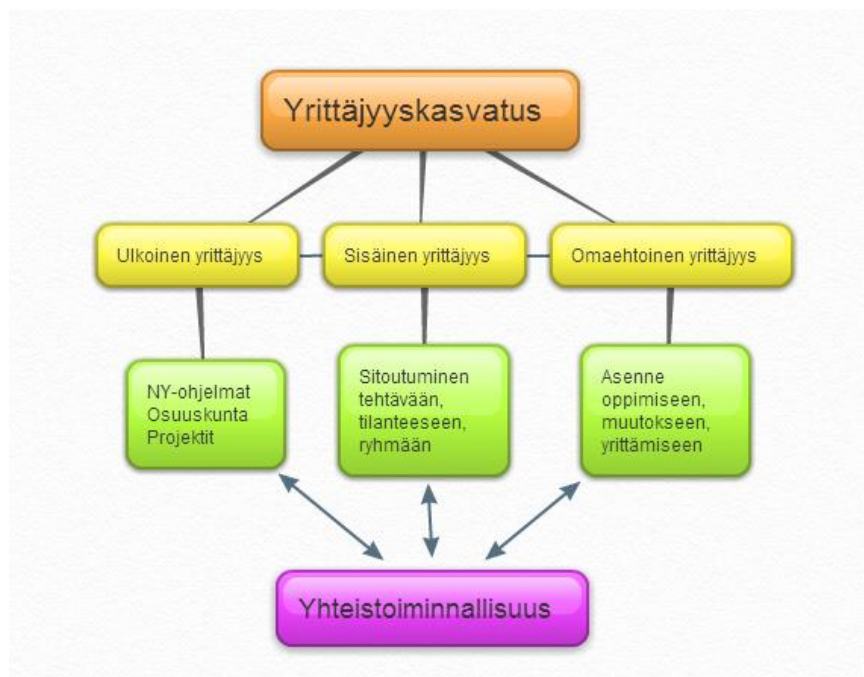 Yrittäjyyskasvatus
Ulkoinen yrittäjyys
Sisäinen yrittäjyys
Omaehtoinen yrittäjyys
NY-ohjelmat
Osuuskunta
Projektit
Sitoutuminen
tehtävään,
tilanteeseen,
ryhmään
Asenne
oppimiseen,
muutokseen,
yrittämiseen
Yhteistoiminnallisuus